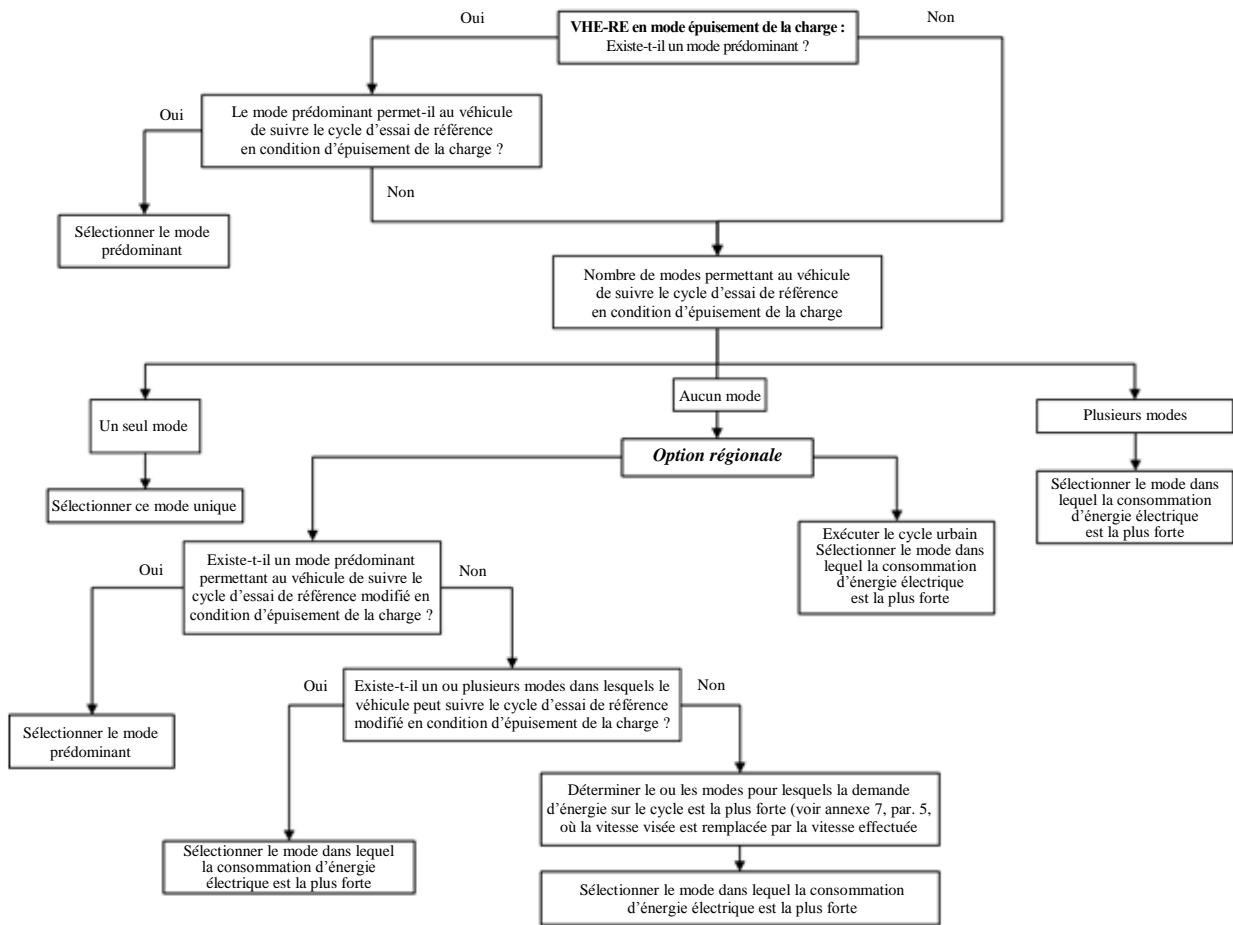 Oui
VHE-RE en mode épuisement de la charge :
Existe-t-il un mode prédominant ?
Non
Oui
Le mode prédominant permet-il au véhicule
de suivre le cycle d'essai de référence
en condition d'épuisement de la charge ?
Non
Sélectionner le mode
prédominant
Nombre de modes permettant au véhicule
de suivre le cycle d'essai de référence
en condition d'épuisement de la charge
Un seul mode
Aucun mode
Plusieurs modes
Sélectionner ce mode unique
Option régionale
Sélectionner le mode dans
lequel la consommation
d'énergie électrique
est la plus forte
Exécuter le cycle urbain
Sélectionner le mode dans
lequel la consommation
d'énergie électrique
est la plus forte
Oui
Existe-t-il un mode prédominant
permettant au véhicule de suivre le
cycle d'essai de référence modifié en
condition d'épuisement de la charge ?
Non
Sélectionner le mode
prédominant
Oui
Existe-t-il un ou plusieurs modes dans lesquels le
véhicule peut suivre le cycle d'essai de référence
modifié en condition d'épuisement de la charge ?
Non
Sélectionner le mode dans lequel
la consommation d'énergie
électrique est la plus forte
Déterminer le ou les modes pour lesquels la demande
d'énergie sur le cycle est la plus forte (voir annexe 7, par. 5,
où la vitesse visée est remplacée par la vitesse effectuée
Sélectionner le mode dans lequel la consommation
d'énergie électrique est la plus forte